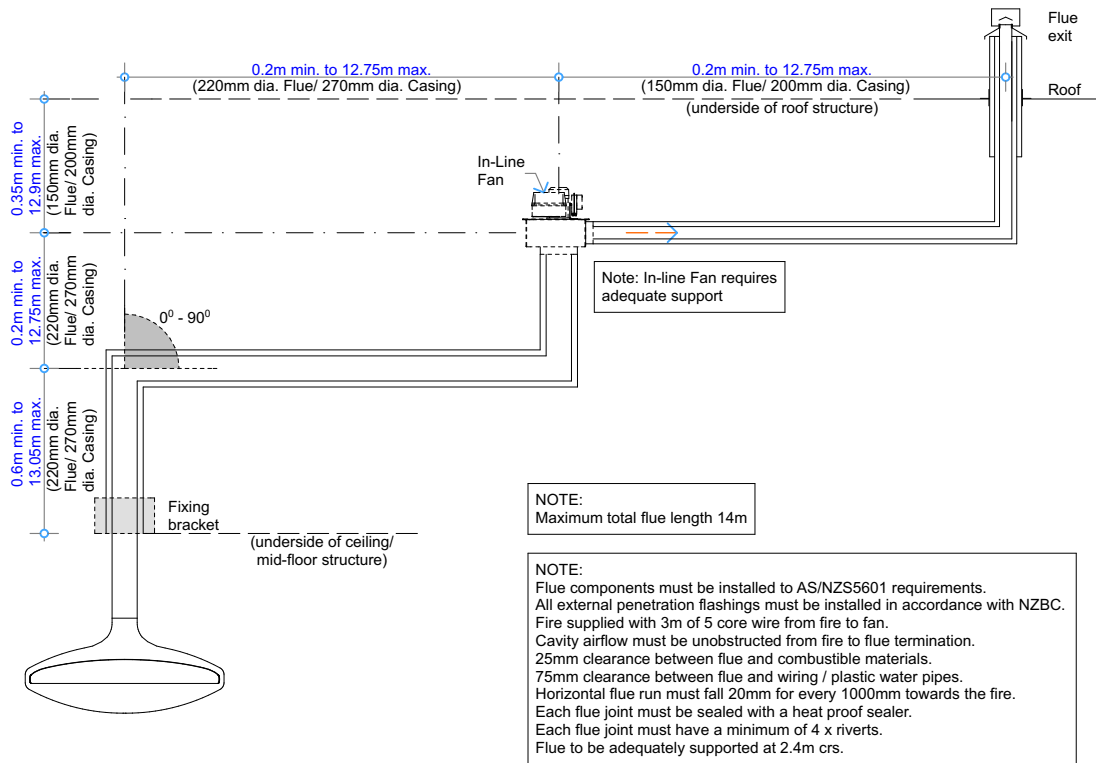 Flue
exit
0.2m min. to 12.75m max.
(220mm dia. Flue/ 270mm dia. Casing)
0.2m min. to 12.75m max.
(150mm dia. Flue/ 200mm dia. Casing)
(underside of roof structure)
Roof
0.35m min. to
12.9m max.
(150mm dia.
Flue/ 200mm
dia. Casing)
In-Line
Fan
Note: In-line Fan requires
adequate support
0.2m min. to
12.75m max.
(220mm dia.
Flue/ 270mm
dia. Casing)
0⁰ - 90⁰
0.6m min. to
13.05m max.
(220mm dia.
Flue/ 270mm
dia. Casing)
Fixing
bracket
(underside of ceiling/
mid-floor structure)
NOTE:
Maximum total flue length 14m
NOTE:
Flue components must be installed to AS/NZS5601 requirements.
All external penetration flashings must be installed in accordance with NZBC.
Fire supplied with 3m of 5 core wire from fire to fan.
Cavity airflow must be unobstructed from fire to flue termination.
25mm clearance between flue and combustible materials.
75mm clearance between flue and wiring / plastic water pipes.
Horizontal flue run must fall 20mm for every 1000mm towards the fire.
Each flue joint must be sealed with a heat proof sealer.
Each flue joint must have a minimum of 4 x riverts.
Flue to be adequately supported at 2.4m crs.